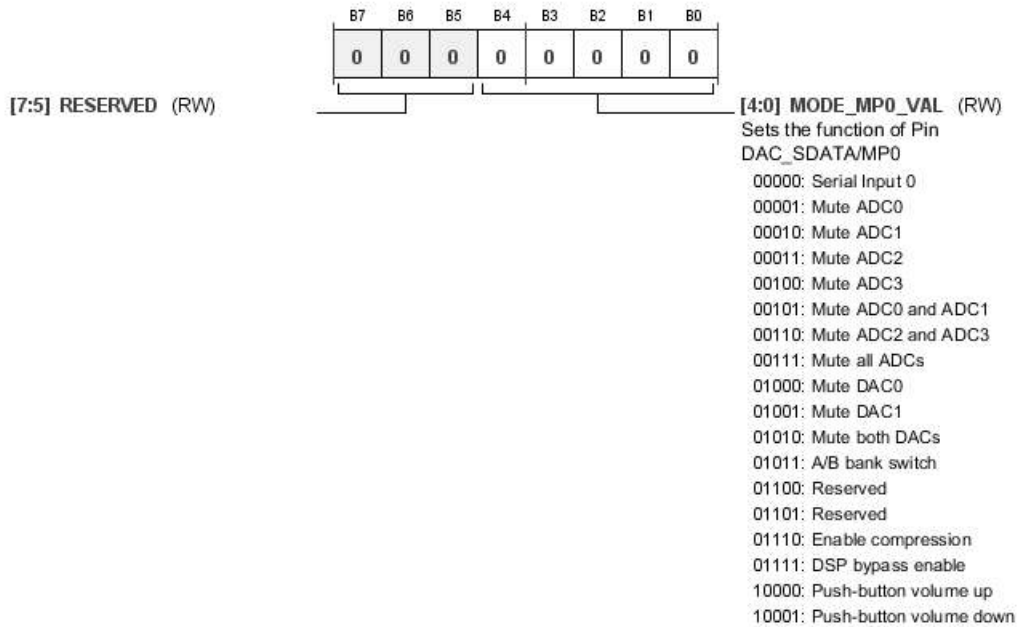 B7 B6 B5 B4 B3 B2 B1 B0
0 0 0 0 0 0 0 0
[7:5] RESERVED (RW)
[4:0] MODE_MP0_VAL (RW)
Sets the function of Pin
DAC_SDATA/MP0
00000: Serial Input 0
00001: Mute ADC0
00010: Mute ADC1
00011: Mute ADC2
00100: Mute ADC3
00101: Mute ADC0 and ADC1
00110: Mute ADC2 and ADC3
00111: Mute all ADCs
01000: Mute DAC0
01001: Mute DAC1
01010: Mute both DACs
01011: A/B bank switch
01100: Reserved
01101: Reserved
01110: Enable compression
01111: DSP bypass enable
10000: Push-button volume up
10001: Push-button volume down